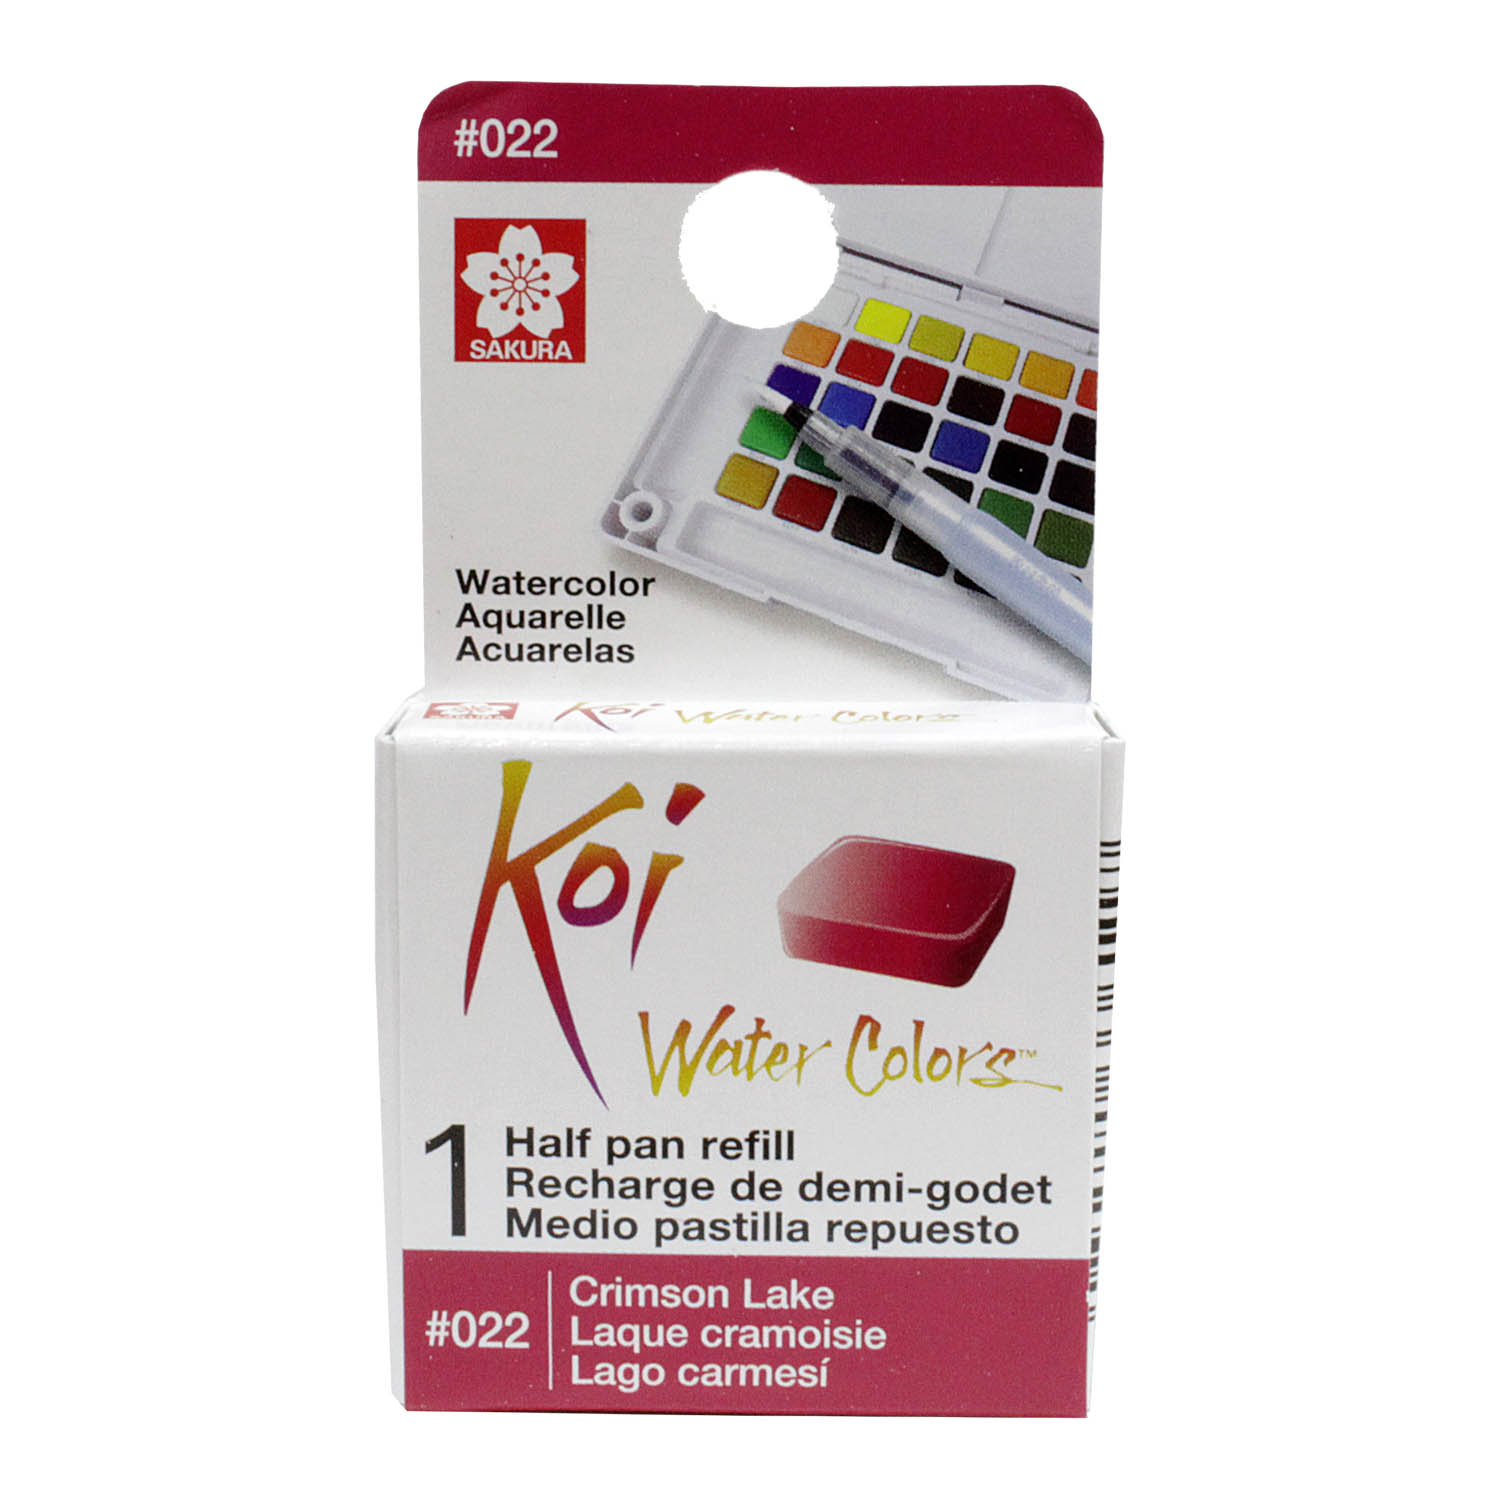 #022
SAKURA
Watercolor
Aquarelle
Acuarelas
SAKURA
Koi Water Colors
Koi
Water Colors™
1
Half pan refill
Recharge de demi-godet
Medio pastilla repuesto
#022
Crimson Lake
Laque cramoisie
Lago carmesí